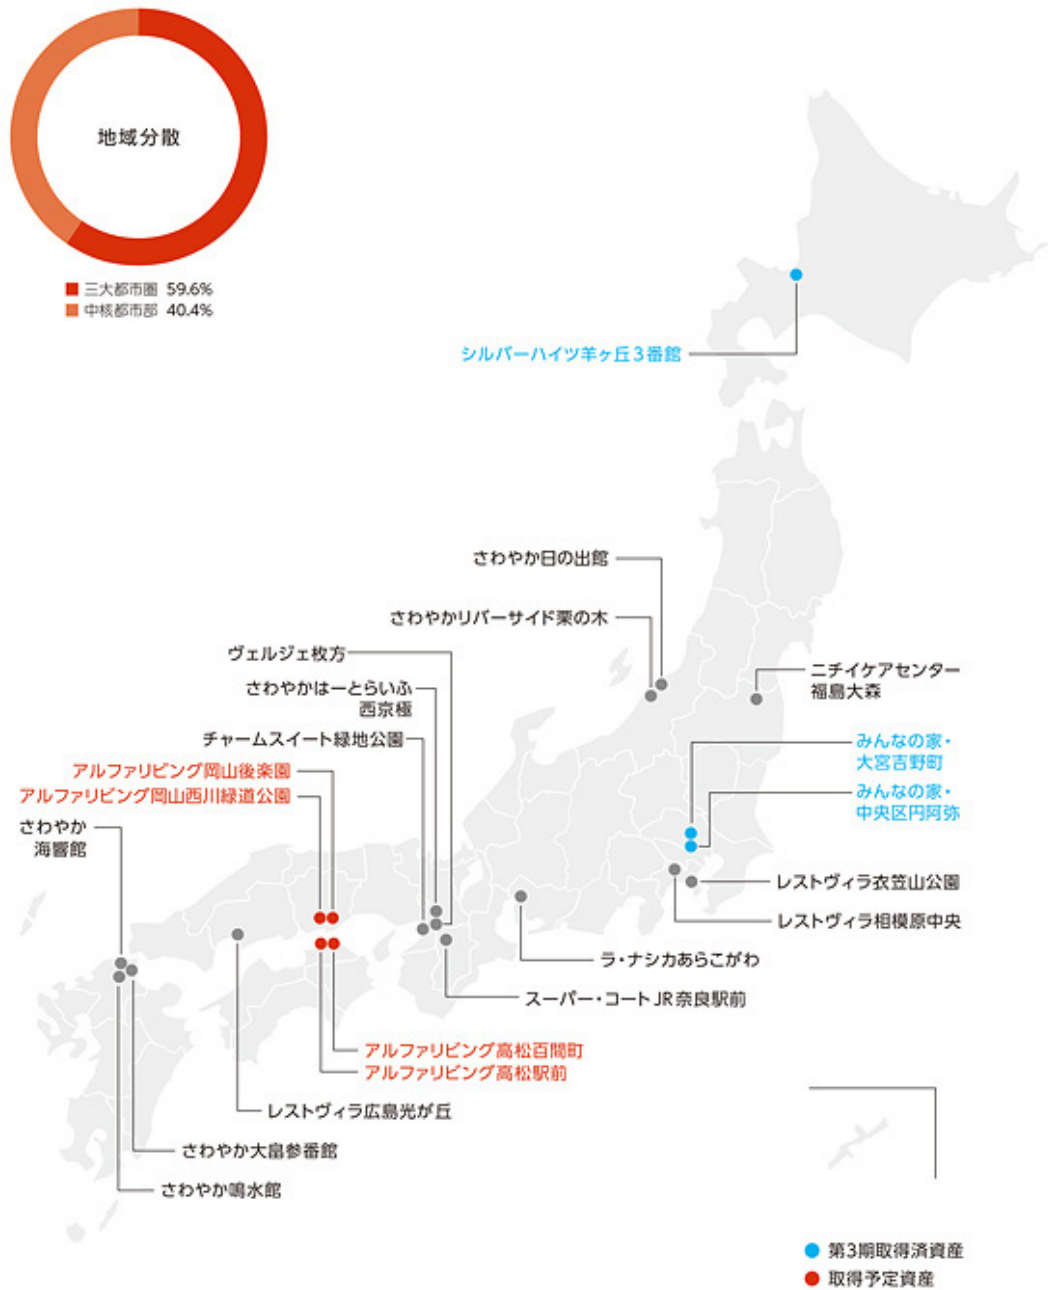 地域分散
三大都市圏 59.6%
中核都市部 40.4%
シルバーハイツ羊ヶ丘3番館
さわやか日の出館
さわやかリバーサイド栗の木
ヴェルジェ枚方
ニチイケアセンター
福島大森
さわやかはーとらいふ
西京極
チャームスイート緑地公園
みんなの家・
大宮吉野町
アルファリビング岡山後楽園
アルファリビング岡山西川緑道公園
みんなの家・
中央区円阿弥
さわやか
海響館
レストヴィラ衣笠山公園
レストヴィラ相模原中央
ラ・ナシカあらこがわ
スーパー・コートJR奈良駅前
アルファリビング高松百間町
アルファリビング高松駅前
レストヴィラ広島光が丘
さわやか大畠参番館
さわやか鳴水館
第3期取得済資産
取得予定資産